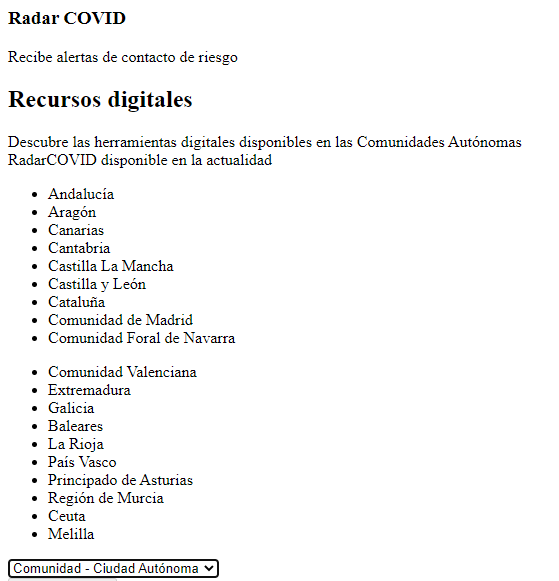 Radar COVID
Recibe alertas de contacto de riesgo
Recursos digitales
Descubre las herramientas digitales disponibles en las Comunidades Autónomas
RadarCOVID disponible en la actualidad
Andalucía
Aragón
Canarias
Cantabria
Castilla La Mancha
Castilla y León
Cataluña
Comunidad de Madrid
Comunidad Foral de Navarra
Comunidad Valenciana
Extremadura
Galicia
Baleares
La Rioja
País Vasco
Principado de Asturias
Región de Murcia
Ceuta
Melilla
Comunidad - Ciudad Autónoma